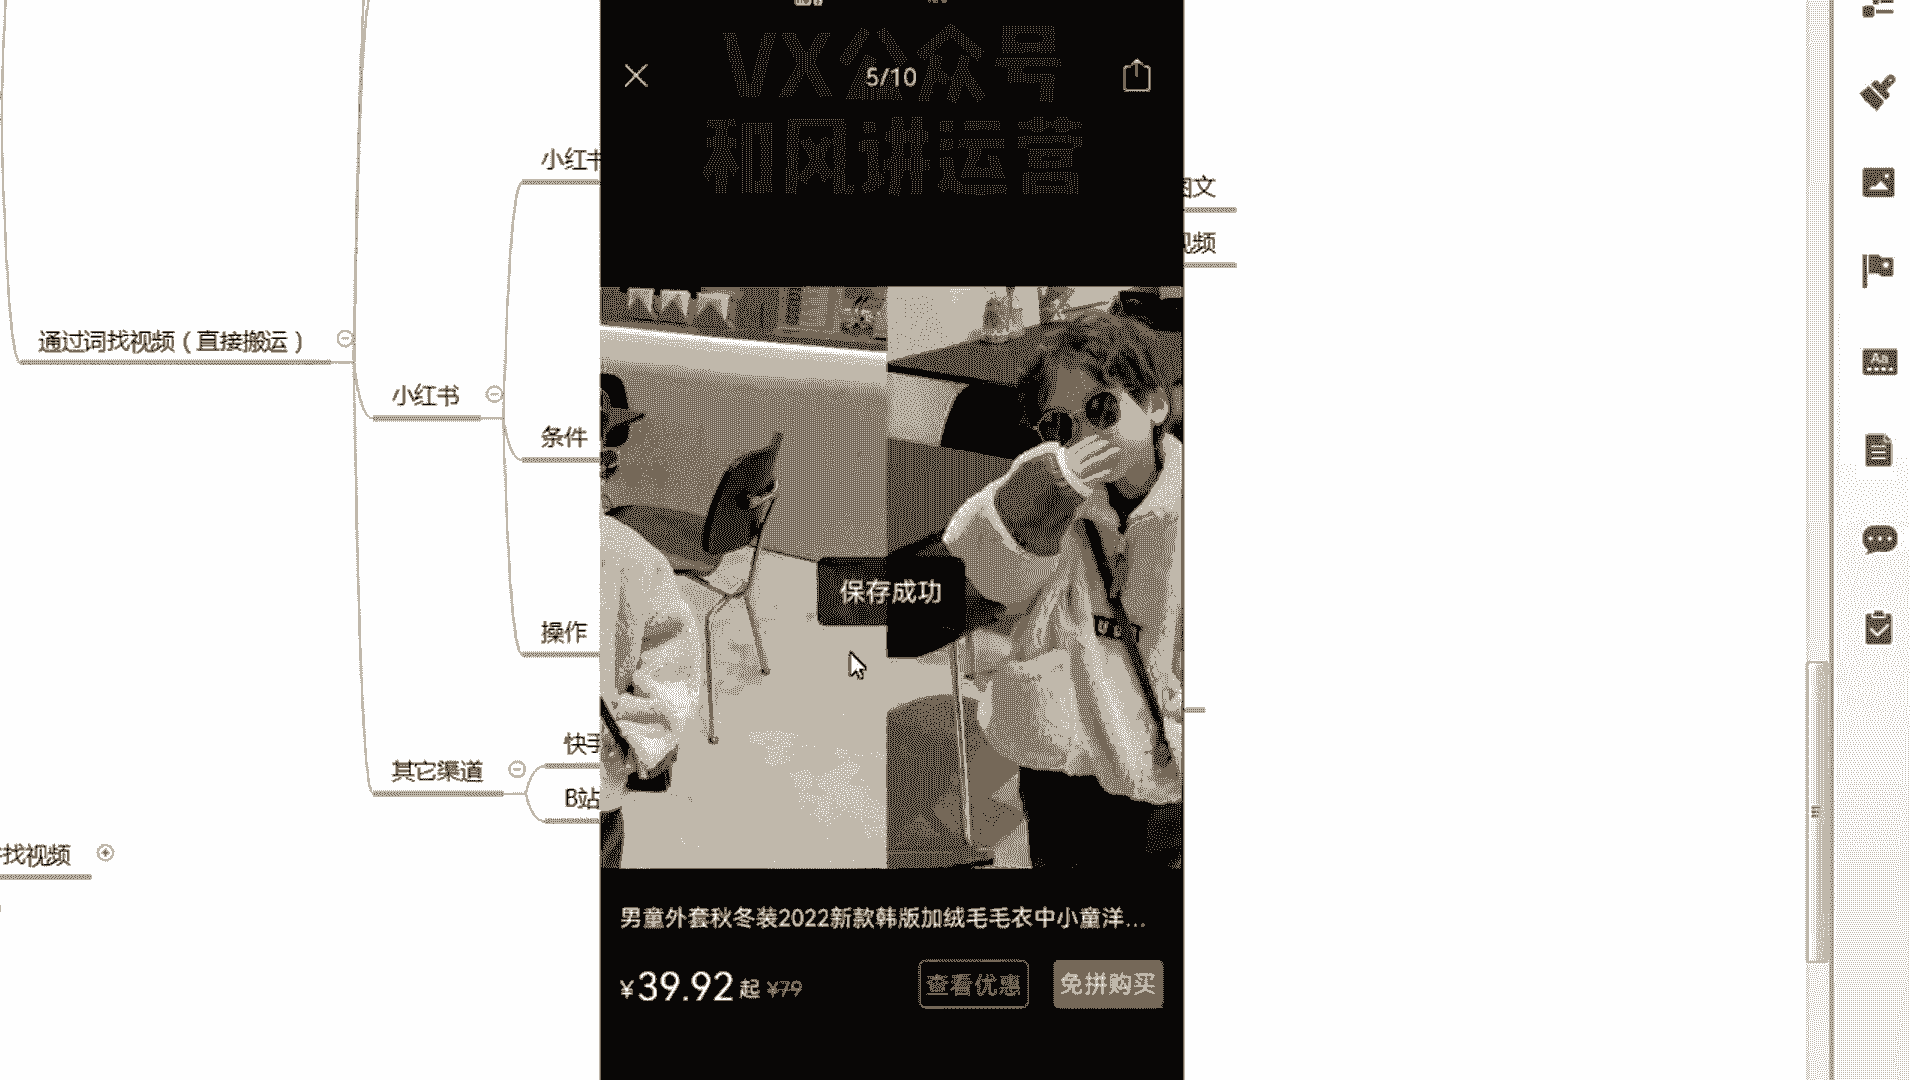 VX公众号
5/10
和风讲运营
小红书
图文
视频
通过词找视频（直接搬运）
小红书
条件
保存成功
操作
快手
其它渠道
B站
找视频
男童外套秋冬装2022新款韩版加绒毛毛衣中小童洋...
¥39.92起 ¥79
查看优惠
免拼购买
Aa